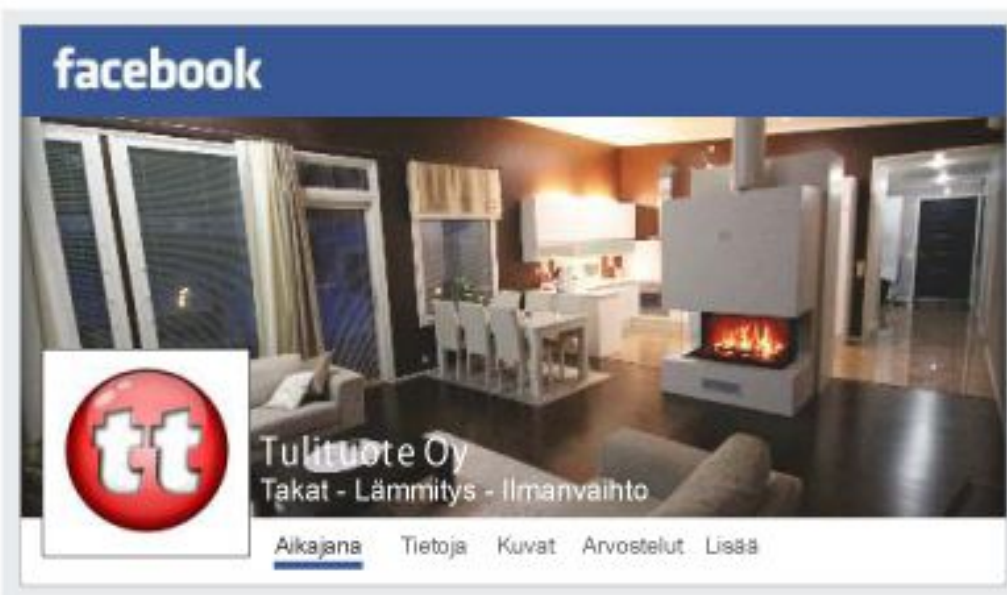 facebook
tt
Tulituote Oy
Takat - Lämmitys - Ilmanvaihto
Aikajana Tietoja Kuvat Arvostelut Lisää